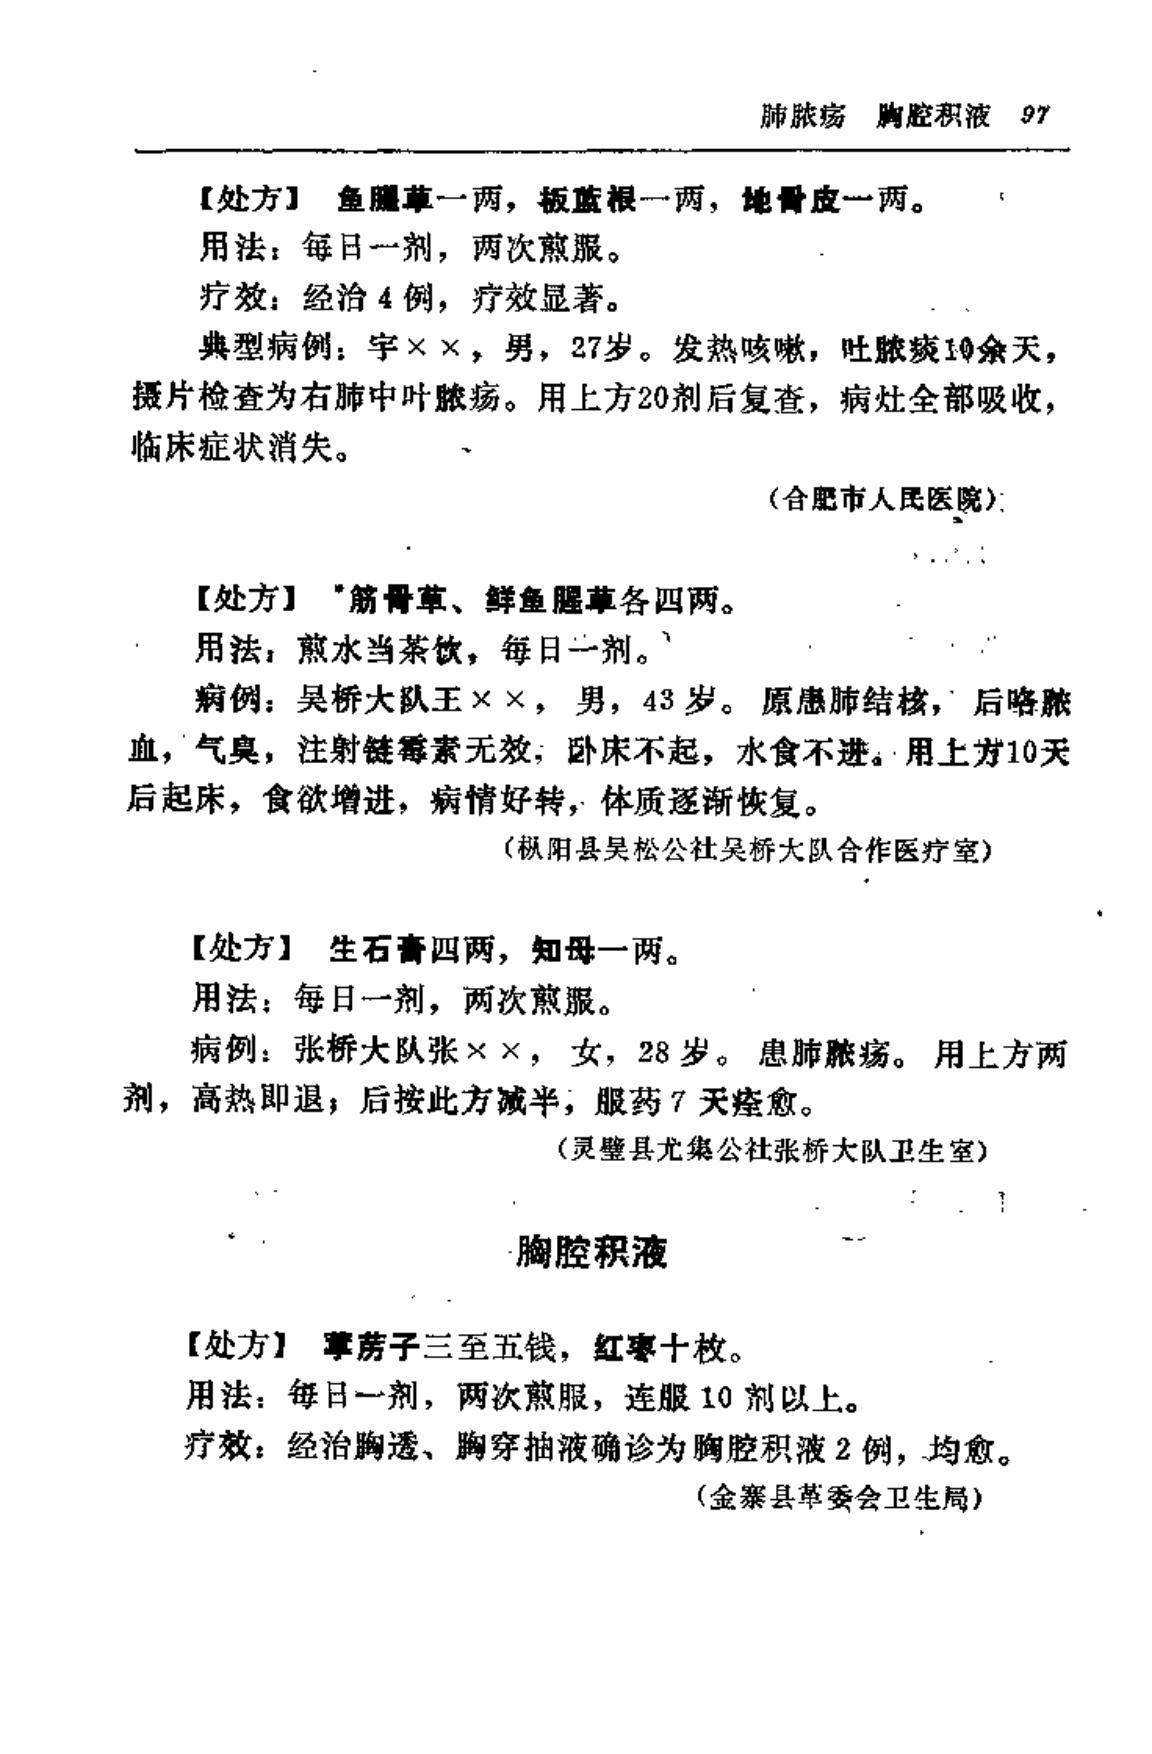 肺脓疡 胸腔积液 97
【处方】 鱼腥草一两，板蓝根一两，地骨皮一两。
用法：每日一剂，两次煎服。
疗效：经治4例，疗效显著。
典型病例：宇××，男，27岁。发热咳嗽，吐脓痰10余天，
摄片检查为右肺中叶脓疡。用上方20剂后复查，病灶全部吸收，
临床症状消失。
（合肥市人民医院）
【处方】 *筋骨草、鲜鱼腥草各四两。
用法：煎水当茶饮，每日一剂。
病例：吴桥大队王××，男，43岁。原患肺结核，后咯脓
血，气臭，注射链霉素无效，卧床不起，水食不进。用上方10天
后起床，食欲增进，病情好转，体质逐渐恢复。
（枞阳县吴松公社吴桥大队合作医疗室）
【处方】 生石膏四两，知母一两。
用法：每日一剂，两次煎服。
病例：张桥大队张××，女，28岁。患肺脓疡。用上方两
剂，高热即退；后按此方减半，服药7天痊愈。
（灵璧县尤集公社张桥大队卫生室）
胸腔积液
【处方】 葶苈子三至五钱，红枣十枚。
用法：每日一剂，两次煎服，连服10剂以上。
疗效：经治胸透、胸穿抽液确诊为胸腔积液2例，均愈。
（金寨县革委会卫生局）